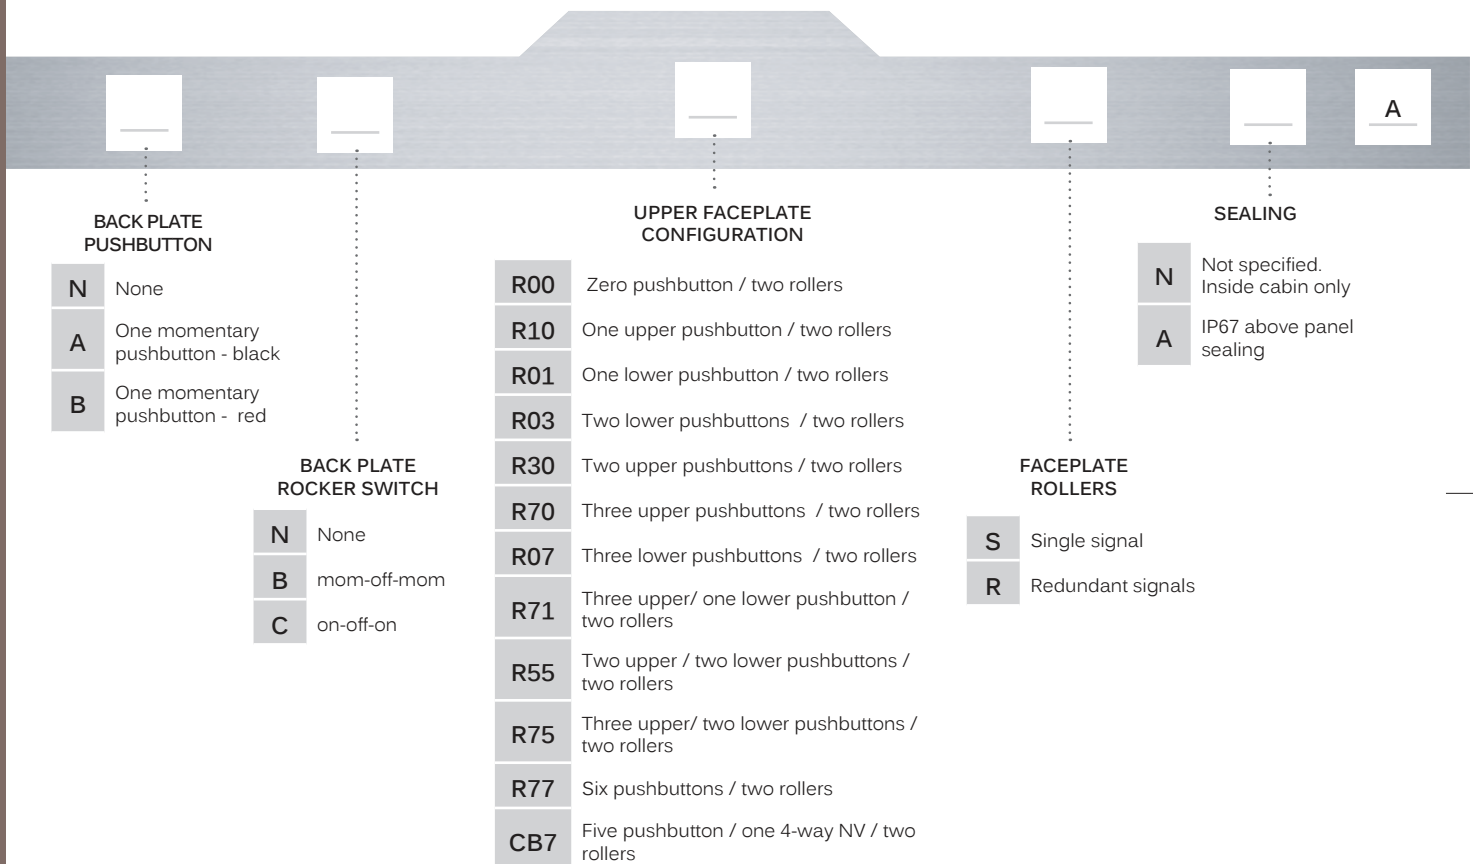 A
BACK PLATE
PUSHBUTTON
N
None
A
One momentary
pushbutton - black
B
One momentary
pushbutton - red
BACK PLATE
ROCKER SWITCH
N
None
B
mom-off-mom
C
on-off-on
UPPER FACEPLATE
CONFIGURATION
R00
Zero pushbutton / two rollers
R10
One upper pushbutton / two rollers
R01
One lower pushbutton / two rollers
R03
Two lower pushbuttons / two rollers
R30
Two upper pushbuttons / two rollers
R70
Three upper pushbuttons / two rollers
R07
Three lower pushbuttons / two rollers
R71
Three upper/ one lower pushbutton /
two rollers
R55
Two upper / two lower pushbuttons /
two rollers
R75
Three upper/ two lower pushbuttons /
two rollers
R77
Six pushbuttons / two rollers
CB7
Five pushbutton / one 4-way NV / two
rollers
FACEPLATE
ROLLERS
S
Single signal
R
Redundant signals
SEALING
N
Not specified.
Inside cabin only
A
IP67 above panel
sealing